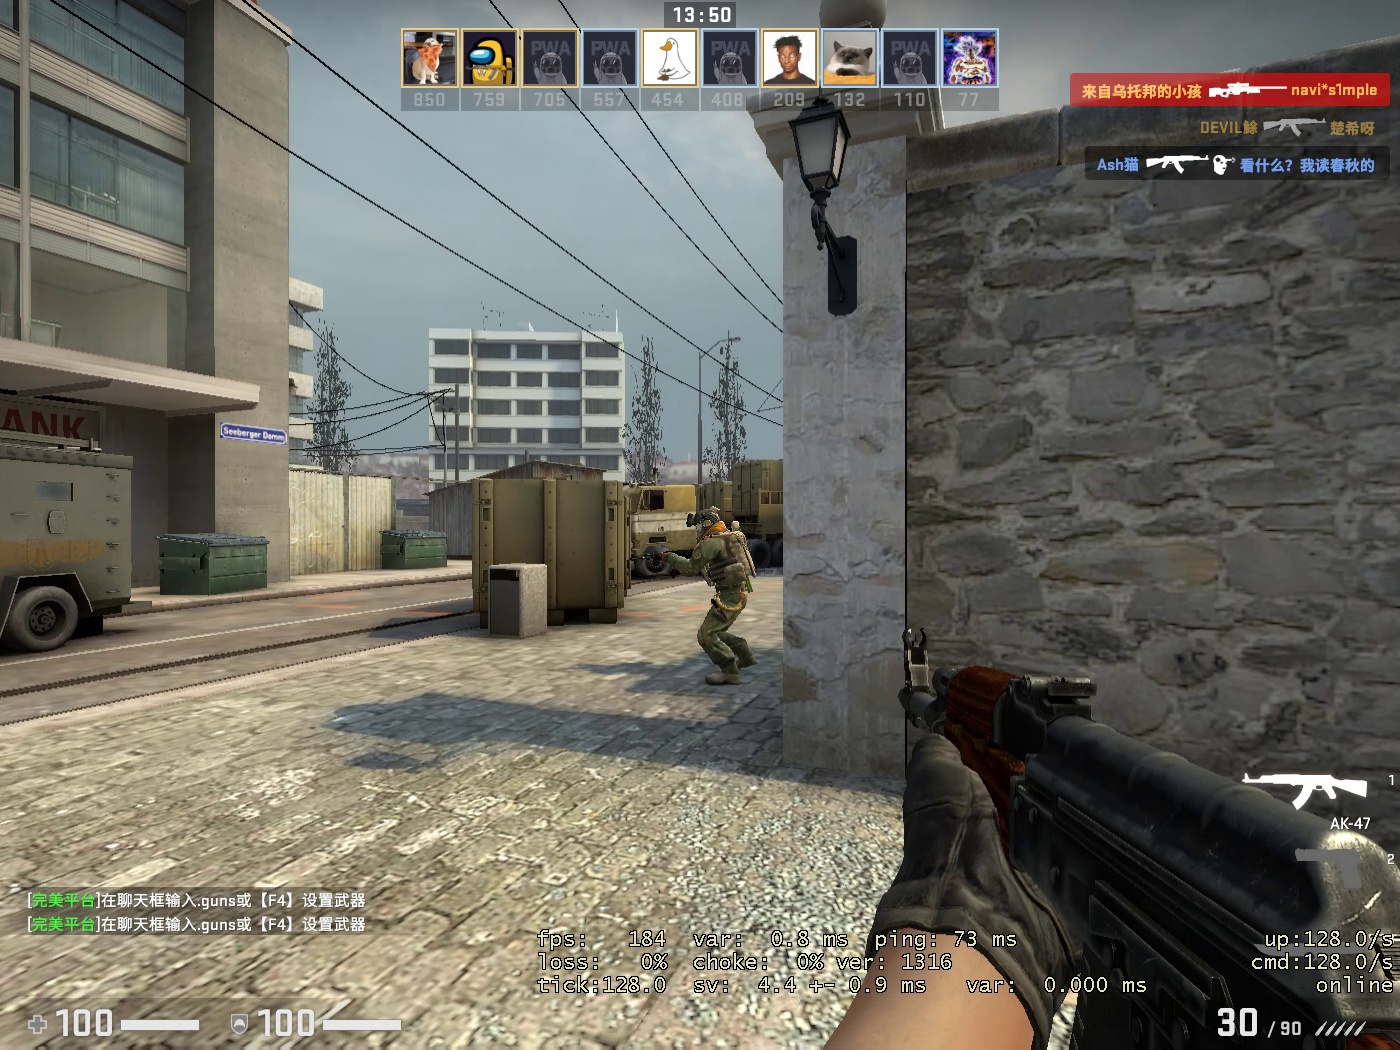 13:50
PWA PWA PWA PWA
850 759 705 557 454 408 209 132 110 77
来自乌托邦的小孩 navi*s1mple
DEVIL鲶 楚希呀
Ash猫 看什么？我读春秋的
ANK
Seeberger Damm
1
AK-47
2
[完美平台]在聊天框输入.guns或【F4】设置武器
[完美平台]在聊天框输入.guns或【F4】设置武器
fps: 184 var: 0.8 ms ping: 73 ms
loss: 0% choke: 0% ver: 1316
tick:128.0 sv: 4.4 +- 0.9 ms var: 0.000 ms
up:128.0/s
cmd:128.0/s
online
100 100
30 / 90